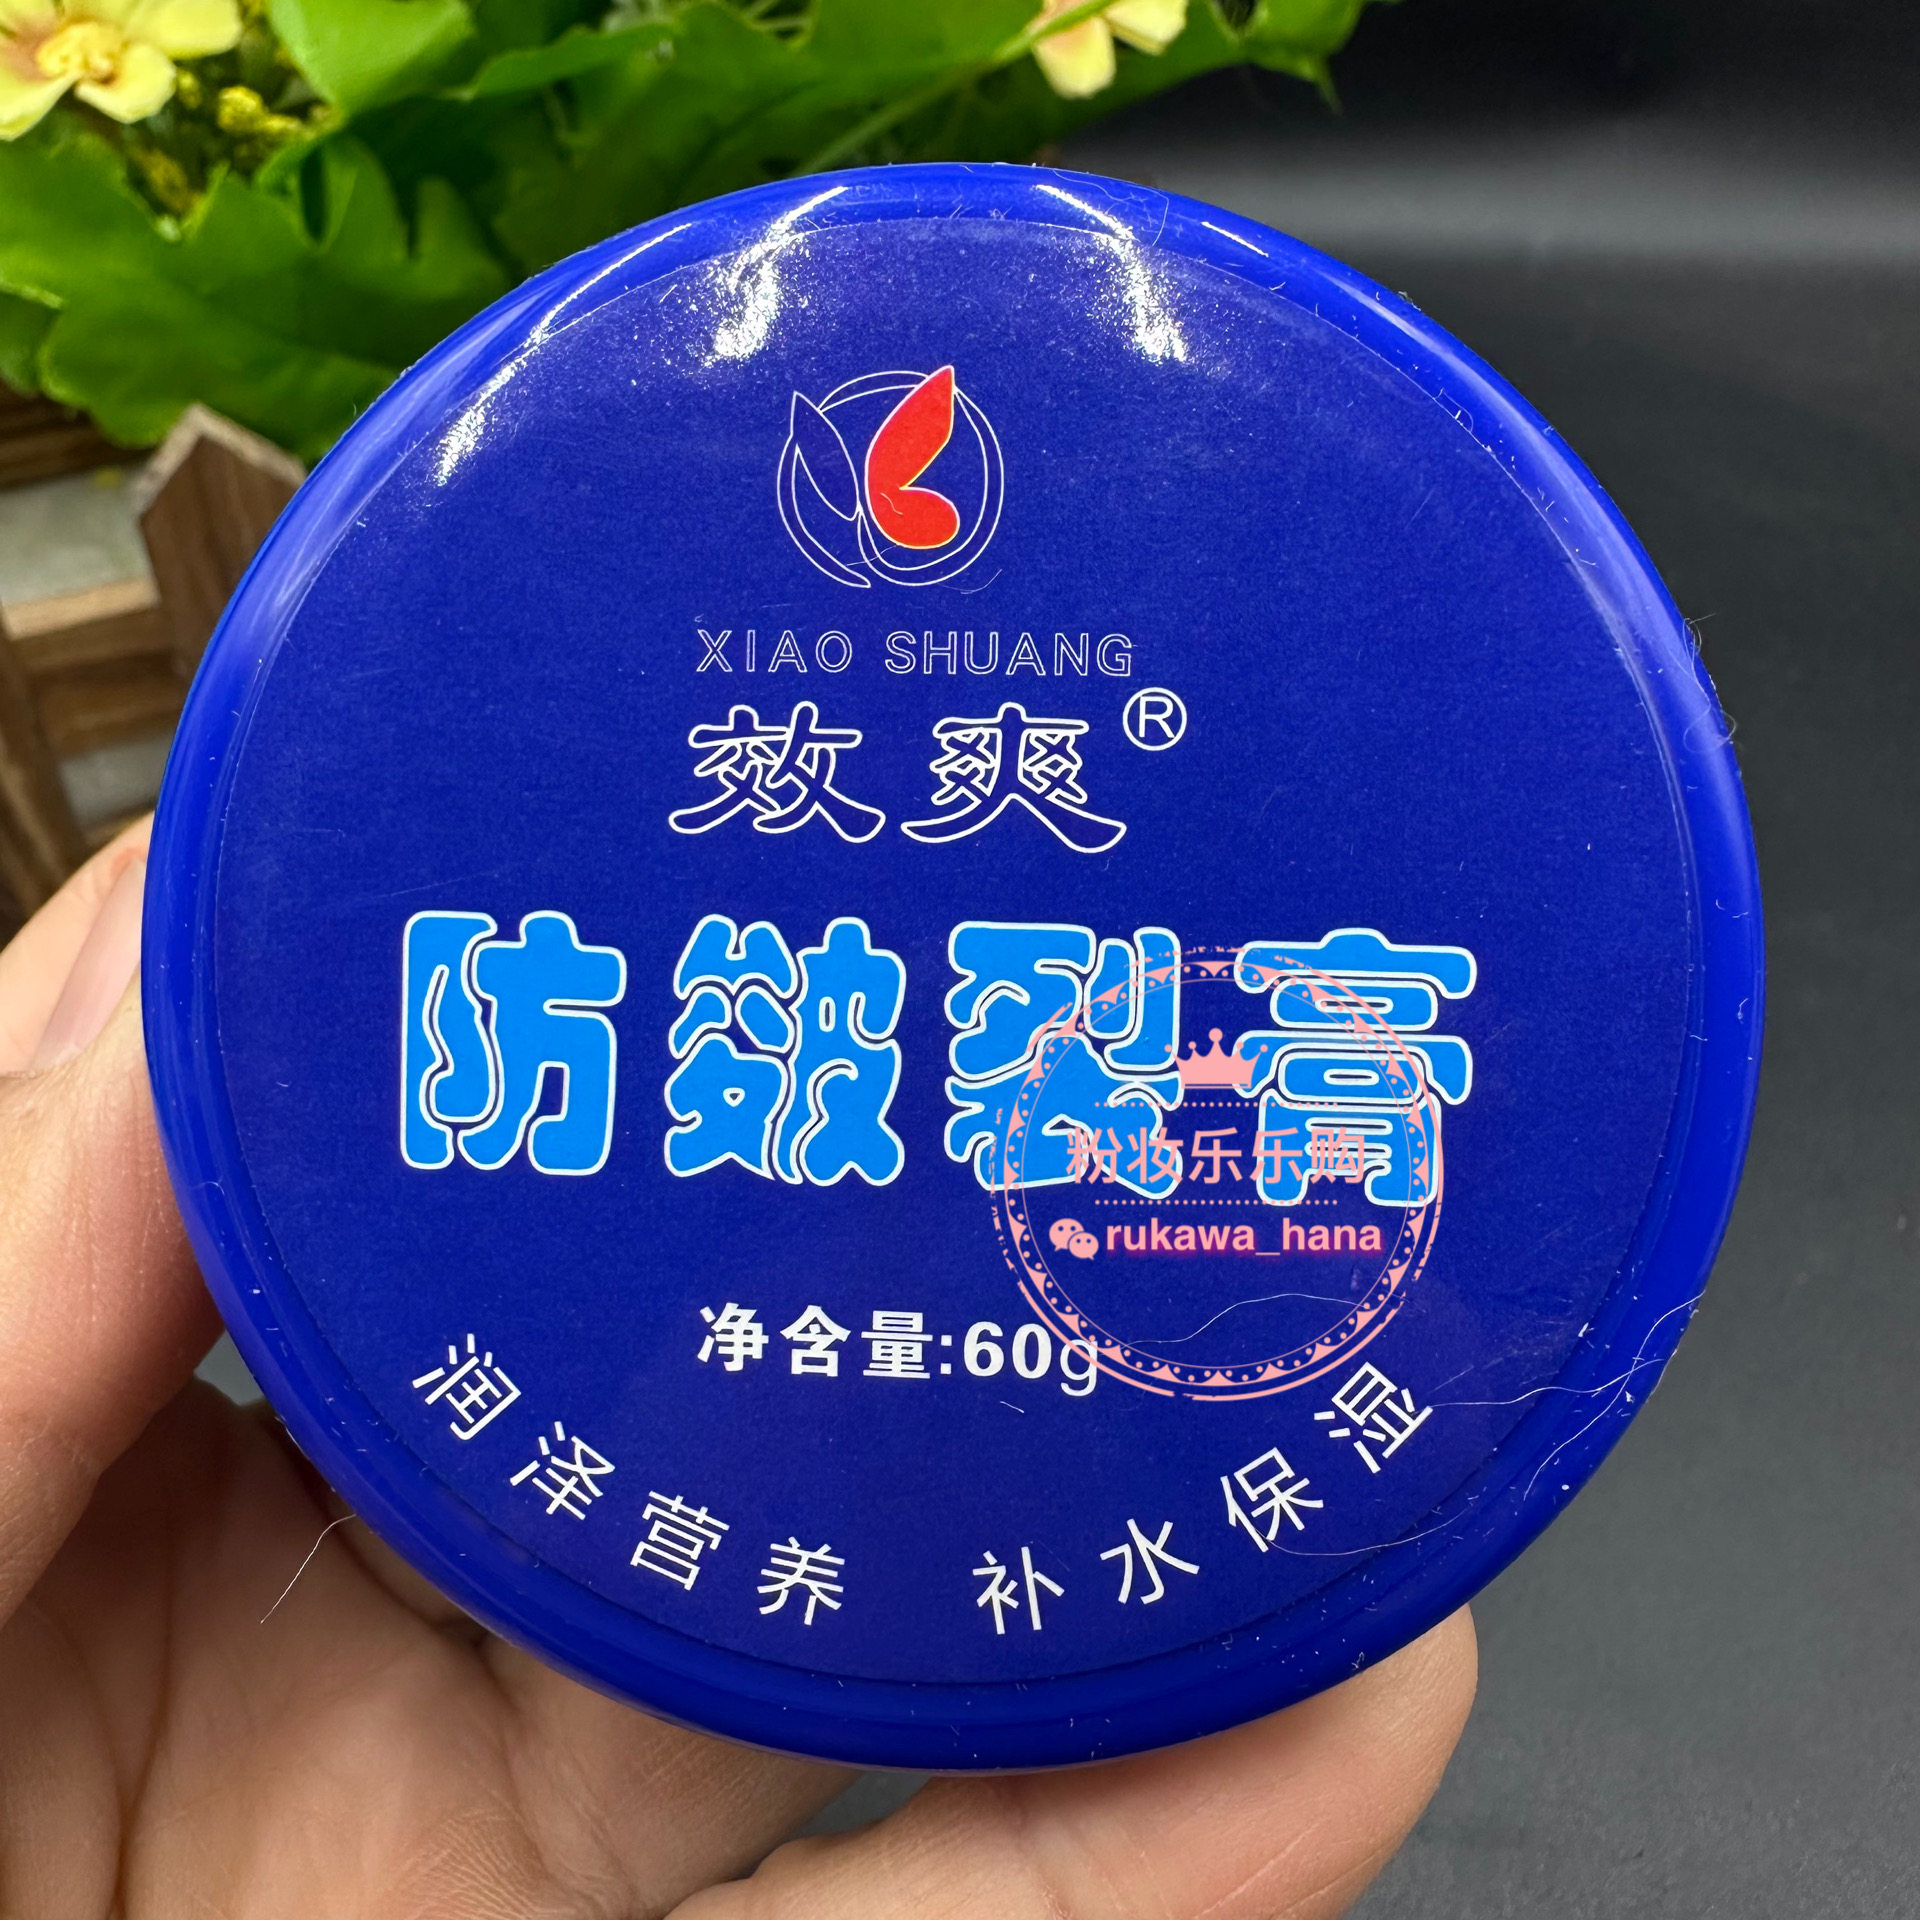 XIAO SHUANG
效爽®
防皴裂膏
粉妆乐乐购
rukawa_hana
净含量:60g
润泽营养 补水保湿